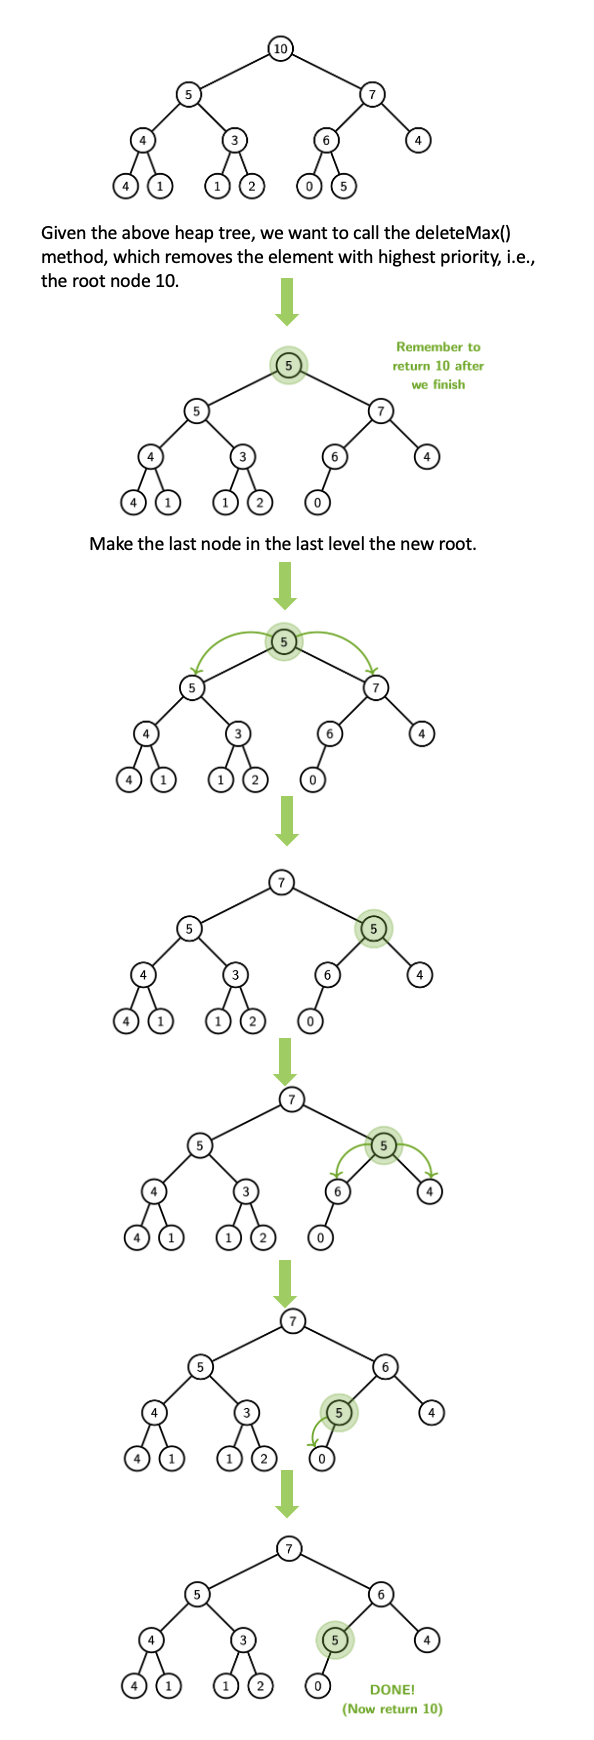 10
5 7
4 3 6 4
4 1 1 2 0 5
Given the above heap tree, we want to call the deleteMax()
method, which removes the element with highest priority, i.e.,
the root node 10.
Remember to
return 10 after
we finish
5
5 7
4 3 6 4
4 1 1 2 0
Make the last node in the last level the new root.
5
5 7
4 3 6 4
4 1 1 2 0
7
5 5
4 3 6 4
4 1 1 2 0
7
5 5
4 3 6 4
4 1 1 2 0
7
5 6
4 3 5 4
4 1 1 2 0
7
5 6
4 3 5 4
4 1 1 2 0
DONE!
(Now return 10)